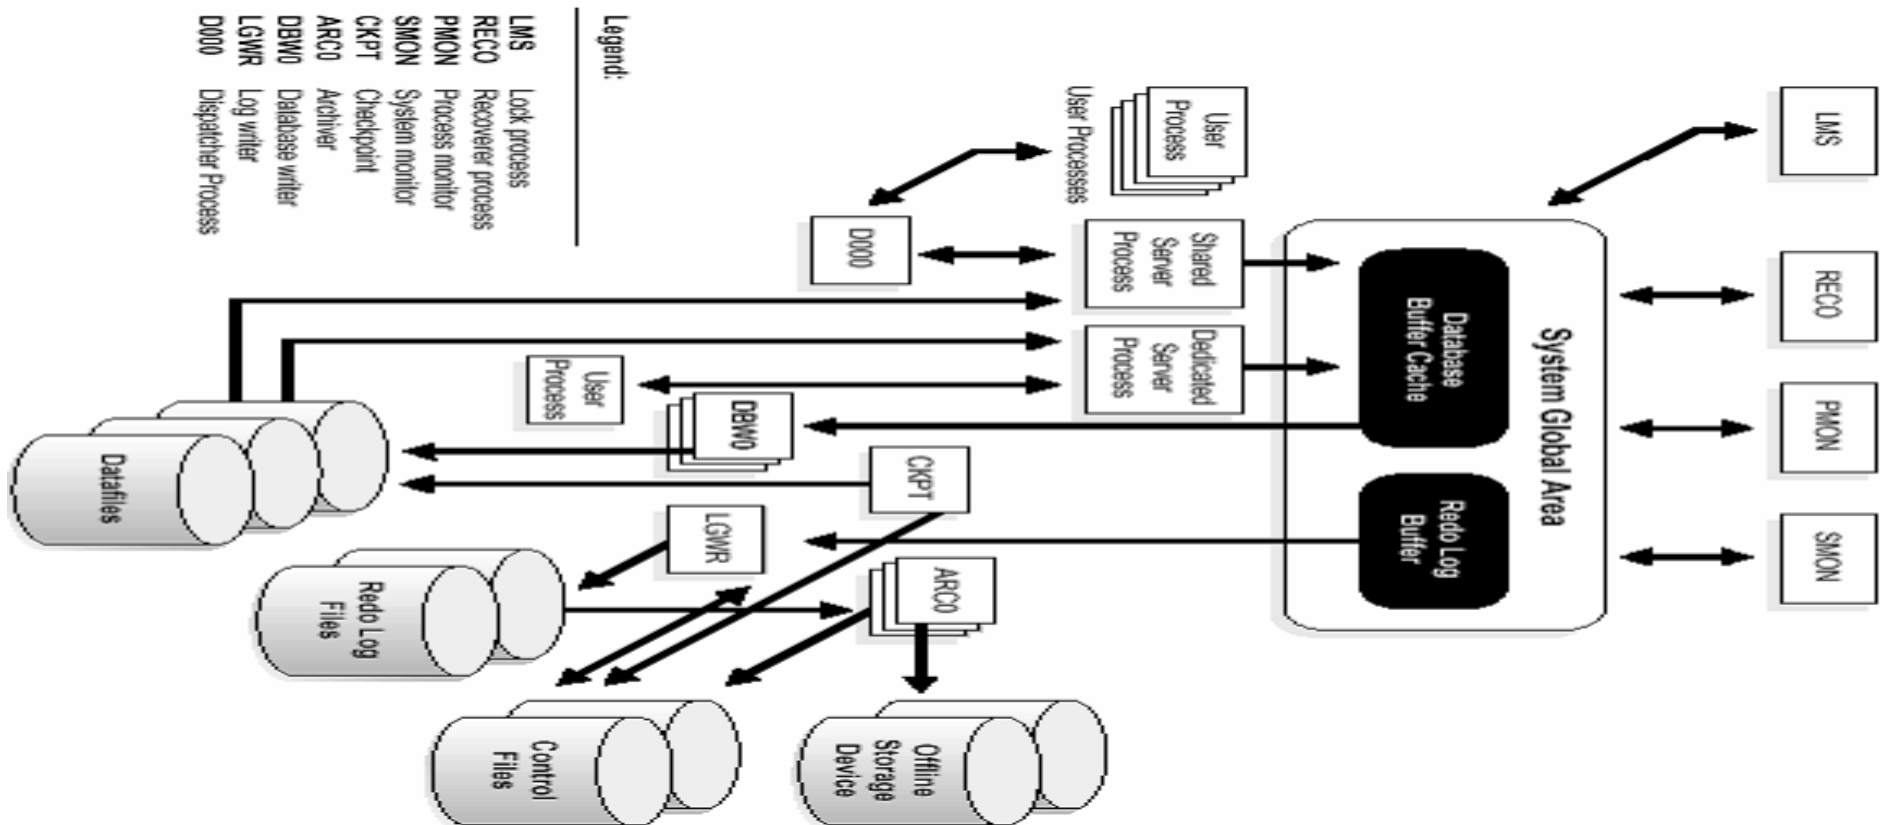 LMS
RECO
PMON
SMON
System Global Area
Database
Buffer Cache
Redo Log
Buffer
Shared
Server
Process
Dedicated
Server
Process
User
Process
User Processes
D000
User
Process
DBW0
CKPT
LGWR
ARC0
Datafiles
Redo Log
Files
Control
Files
Offline
Storage
Device
Legend:
LMS Lock process
RECO Recoverer process
PMON Process monitor
SMON System monitor
CKPT Checkpoint
ARC0 Archiver
DBW0 Database writer
LGWR Log writer
D000 Dispatcher Process